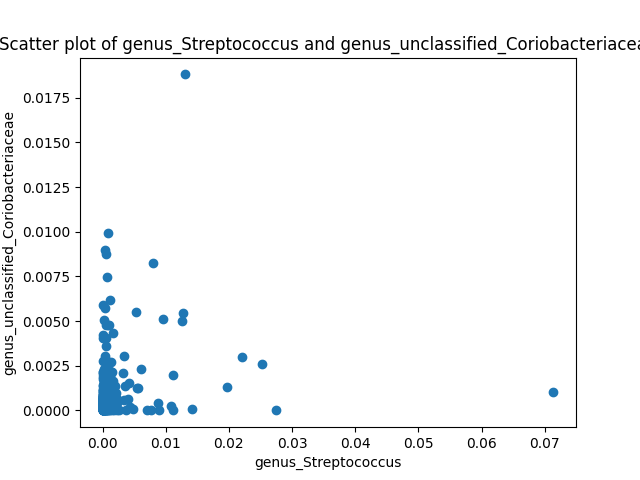 Scatter plot of genus_Streptococcus and genus_unclassified_Coriobacteriacea
0.0175
0.0150
0.0125
0.0100
0.0075
0.0050
0.0025
0.0000
genus_unclassified_Coriobacteriaceae
0.00 0.01 0.02 0.03 0.04 0.05 0.06 0.07
genus_Streptococcus